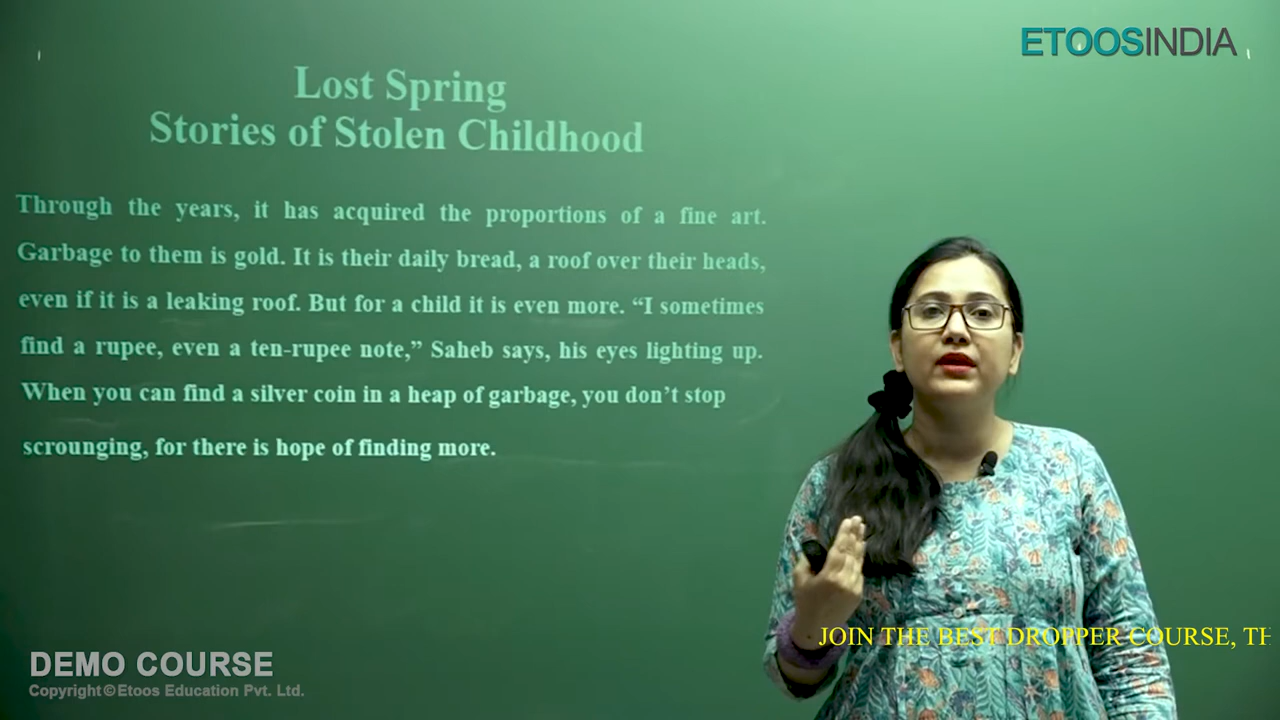 ETOOSINDIA
Lost Spring
Stories of Stolen Childhood
Through the years, it has acquired the proportions of a fine art.
Garbage to them is gold. It is their daily bread, a roof over their heads,
even if it is a leaking roof. But for a child it is even more. “I sometimes
find a rupee, even a ten-rupee note,” Saheb says, his eyes lighting up.
When you can find a silver coin in a heap of garbage, you don’t stop
scrounging, for there is hope of finding more.
JOIN THE BEST DROPPER COURSE,
DEMO COURSE
Copyright © Etoos Education Pvt. Ltd.